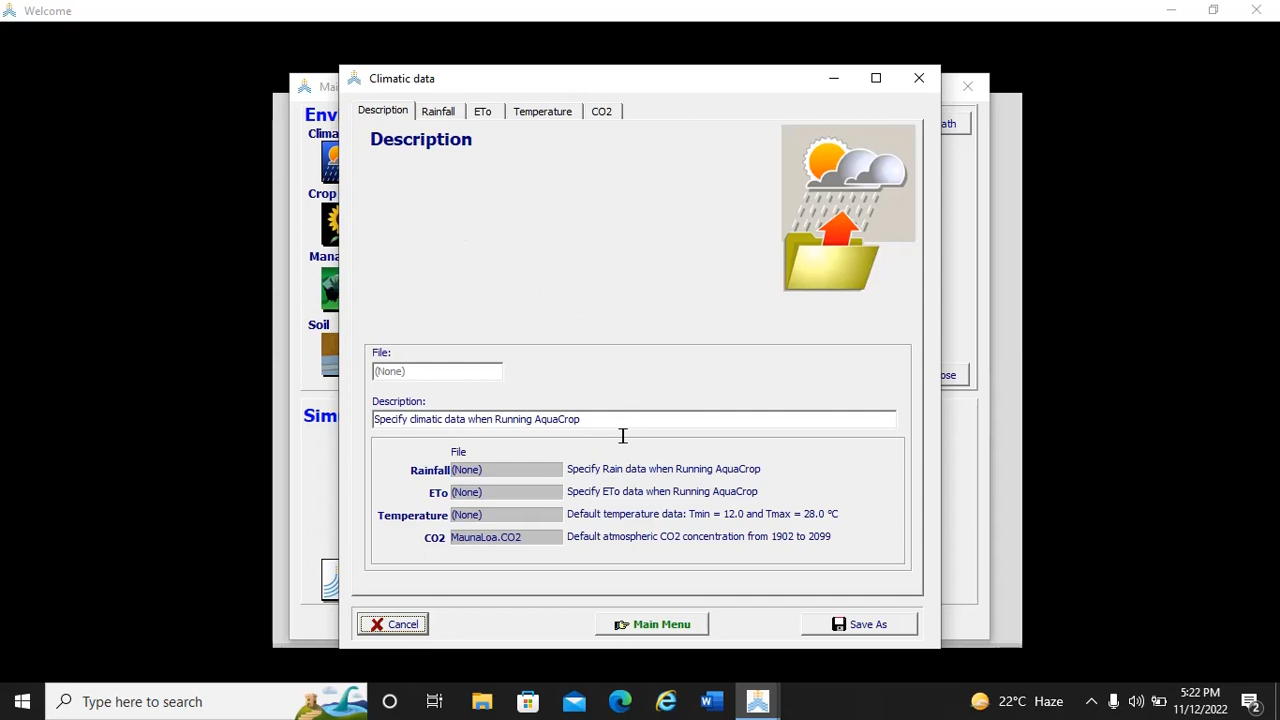 Welcome
Climatic data
Mai
ath
Description Rainfall ETo Temperature CO2
Env
Clima
Description
Crop
Mana
Soil
File:
(None)
ose
Description:
Specify climatic data when Running AquaCrop
Simu
File
Rainfall (None) Specify Rain data when Running AquaCrop
ETo (None) Specify ETo data when Running AquaCrop
Temperature (None) Default temperature data: Tmin = 12.0 and Tmax = 28.0 °C
CO2 MaunaLoa.CO2 Default atmospheric CO2 concentration from 1902 to 2099
Cancel Main Menu Save As
Type here to search
22°C Haze
5:22 PM
11/12/2022
2